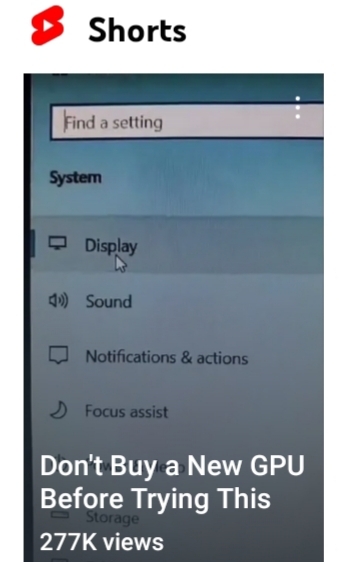 Shorts
Find a setting
System
Display
Sound
Notifications & actions
Focus assist
Don't Buy a New GPU
Before Trying This
Storage
277K views